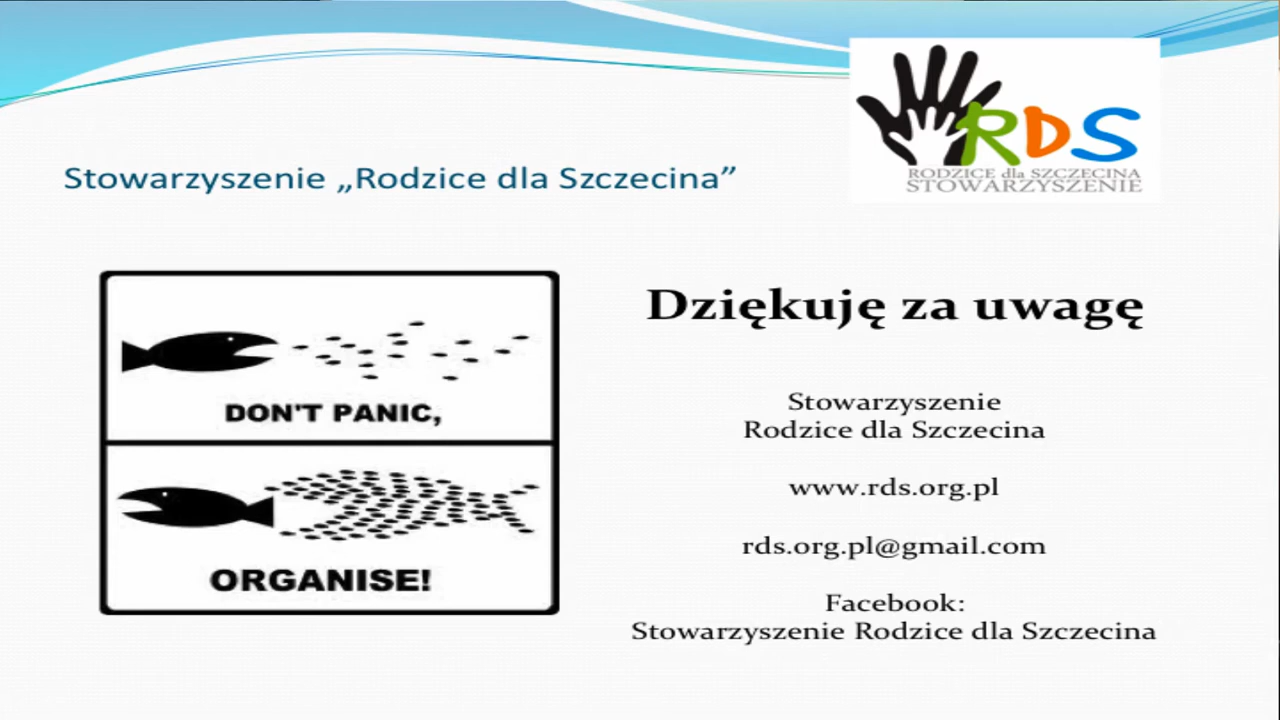 RDS
RODZICE dla SZCZECINA
STOWARZYSZENIE
Stowarzyszenie „Rodzice dla Szczecina”
DON'T PANIC,
ORGANISE!
Dziękuję za uwagę
Stowarzyszenie
Rodzice dla Szczecina
www.rds.org.pl
rds.org.pl@gmail.com
Facebook:
Stowarzyszenie Rodzice dla Szczecina